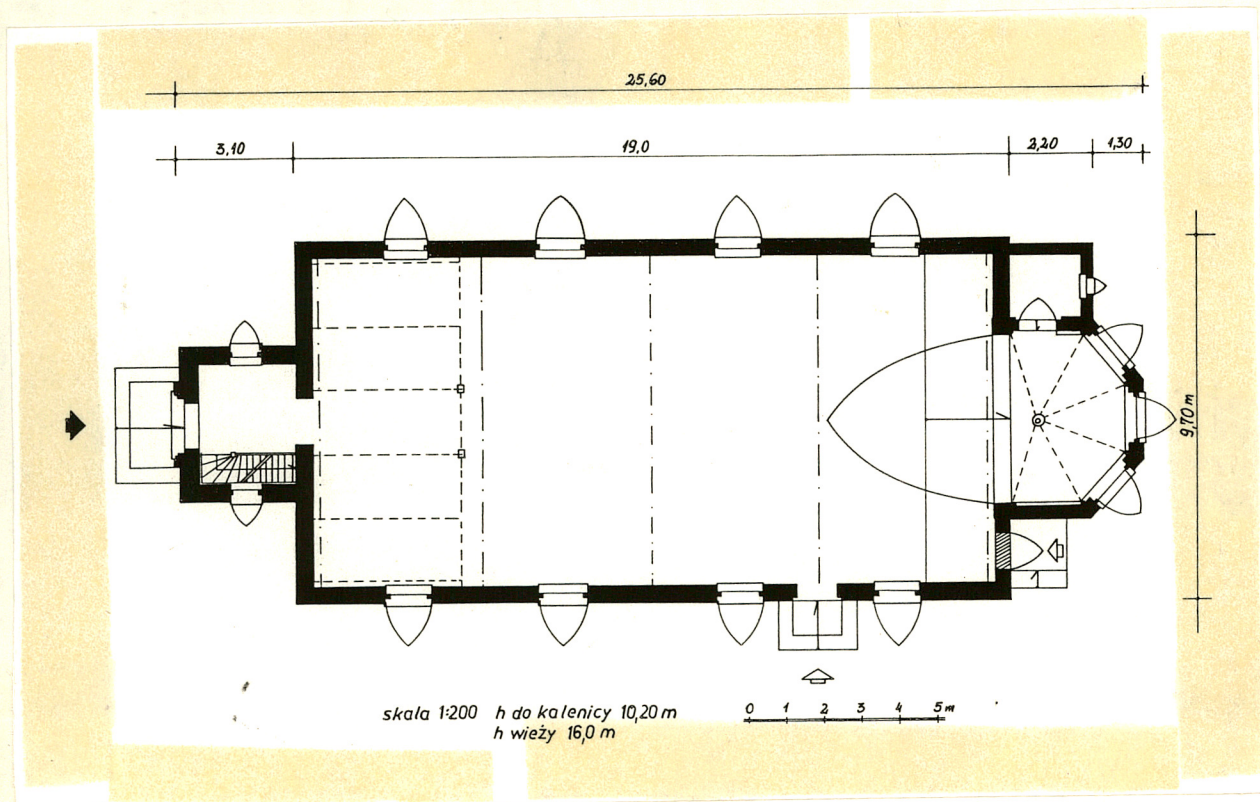 25,60
3,10 19,0 2,20 1,30
9,70 m
skala 1:200 h do kalenicy 10,20 m
h wieży 16,0 m
0 1 2 3 4 5 m